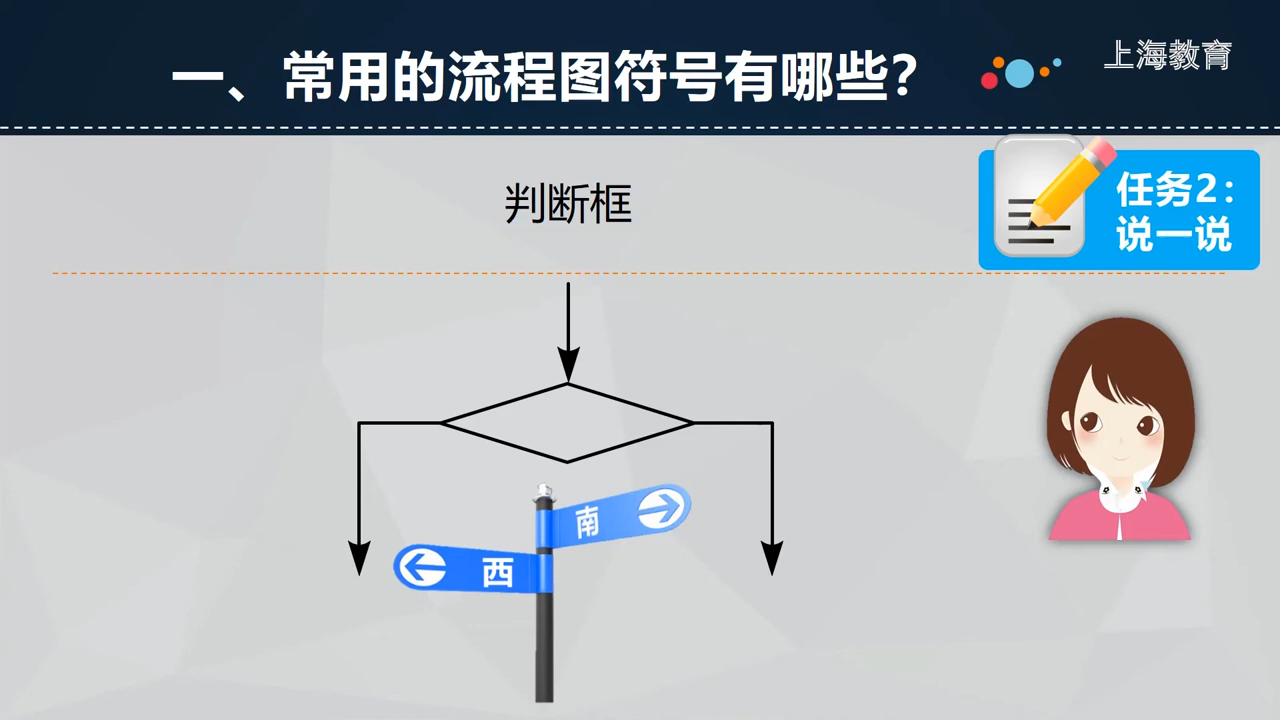 一、常用的流程图符号有哪些?
上海教育
任务2:
说一说
判断框
南
西